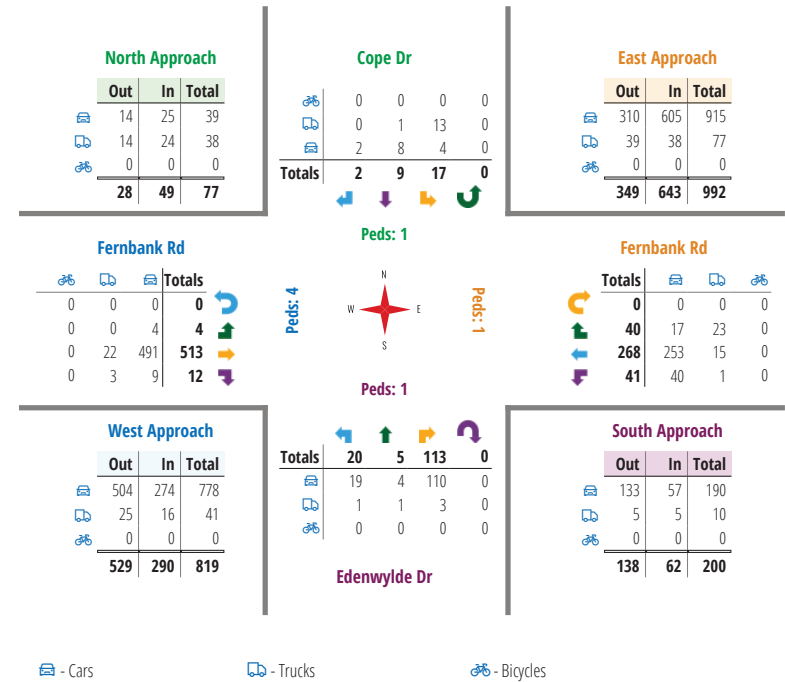 North Approach
Out In Total
14 25 39
14 24 38
0 0 0
28 49 77
Cope Dr
0 0 0 0
0 1 13 0
2 8 4 0
Totals 2 9 17 0
East Approach
Out In Total
310 605 915
39 38 77
0 0 0
349 643 992
Fernbank Rd
Totals
0 0 0 0
0 0 4 4
0 22 491 513
0 3 9 12
Peds: 1
Peds: 4
N
W E
S
Peds: 1
Peds: 1
Fernbank Rd
Totals
0 0 0 0
40 17 23 0
268 253 15 0
41 40 1 0
West Approach
Out In Total
504 274 778
25 16 41
0 0 0
529 290 819
Totals 20 5 113 0
19 4 110 0
1 1 3 0
0 0 0 0
Edenwylde Dr
South Approach
Out In Total
133 57 190
5 5 10
0 0 0
138 62 200
- Cars
- Trucks
- Bicycles